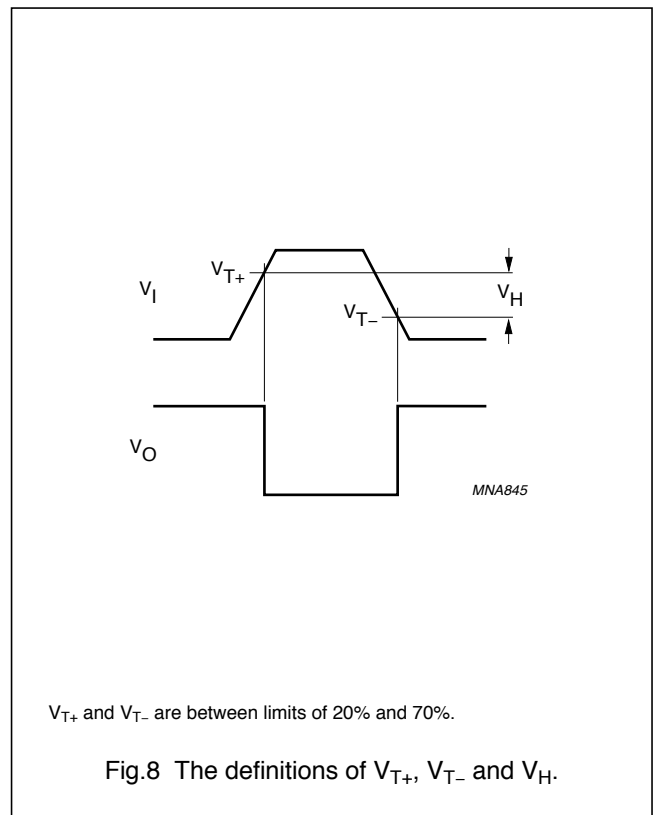 V_T+
V_I
V_H
V_T−
V_O
MNA845
V_T+ and V_T− are between limits of 20% and 70%.
Fig.8 The definitions of V_T+, V_T− and V_H.